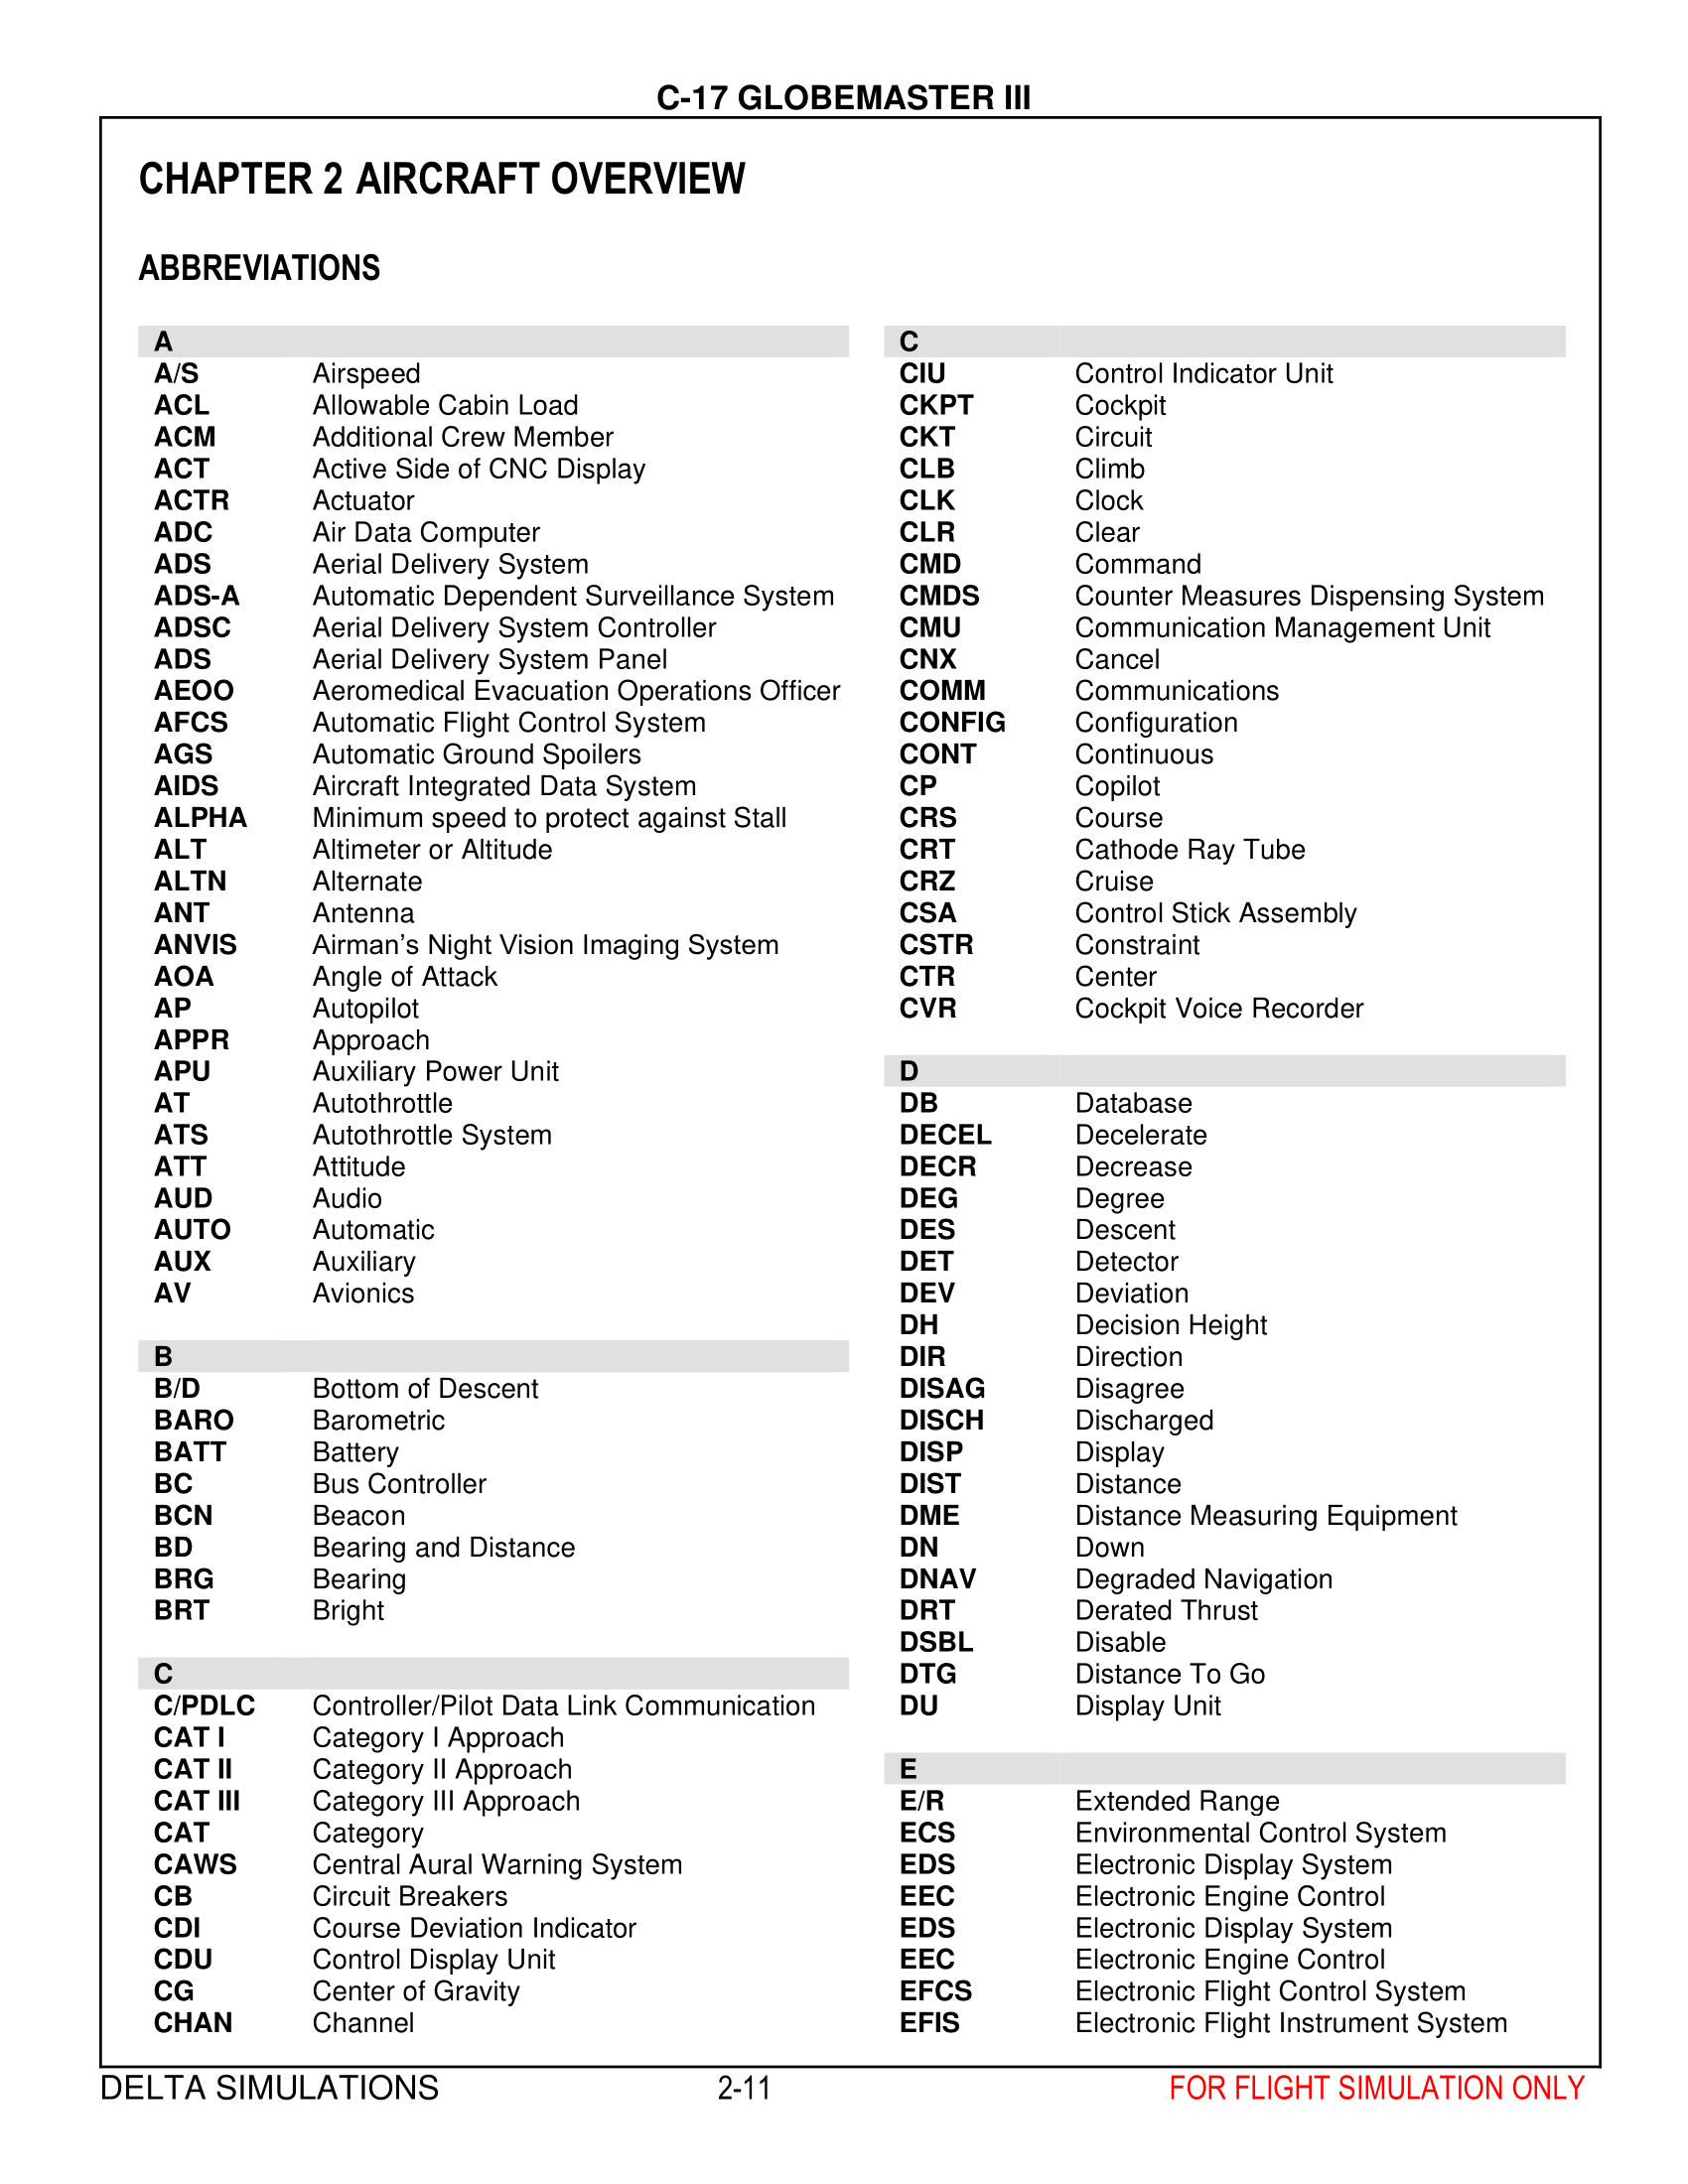 C-17 GLOBEMASTER III
CHAPTER 2 AIRCRAFT OVERVIEW
ABBREVIATIONS
A
A/S Airspeed
ACL Allowable Cabin Load
ACM Additional Crew Member
ACT Active Side of CNC Display
ACTR Actuator
ADC Air Data Computer
ADS Aerial Delivery System
ADS-A Automatic Dependent Surveillance System
ADSC Aerial Delivery System Controller
ADS Aerial Delivery System Panel
AEOO Aeromedical Evacuation Operations Officer
AFCS Automatic Flight Control System
AGS Automatic Ground Spoilers
AIDS Aircraft Integrated Data System
ALPHA Minimum speed to protect against Stall
ALT Altimeter or Altitude
ALTN Alternate
ANT Antenna
ANVIS Airman's Night Vision Imaging System
AOA Angle of Attack
AP Autopilot
APPR Approach
APU Auxiliary Power Unit
AT Autothrottle
ATS Autothrottle System
ATT Attitude
AUD Audio
AUTO Automatic
AUX Auxiliary
AV Avionics
B
B/D Bottom of Descent
BARO Barometric
BATT Battery
BC Bus Controller
BCN Beacon
BD Bearing and Distance
BRG Bearing
BRT Bright
C
C/PDLC Controller/Pilot Data Link Communication
CAT I Category I Approach
CAT II Category II Approach
CAT III Category III Approach
CAT Category
CAWS Central Aural Warning System
CB Circuit Breakers
CDI Course Deviation Indicator
CDU Control Display Unit
CG Center of Gravity
CHAN Channel
C
CIU Control Indicator Unit
CKPT Cockpit
CKT Circuit
CLB Climb
CLK Clock
CLR Clear
CMD Command
CMDS Counter Measures Dispensing System
CMU Communication Management Unit
CNX Cancel
COMM Communications
CONFIG Configuration
CONT Continuous
CP Copilot
CRS Course
CRT Cathode Ray Tube
CRZ Cruise
CSA Control Stick Assembly
CSTR Constraint
CTR Center
CVR Cockpit Voice Recorder
D
DB Database
DECEL Decelerate
DECR Decrease
DEG Degree
DES Descent
DET Detector
DEV Deviation
DH Decision Height
DIR Direction
DISAG Disagree
DISCH Discharged
DISP Display
DIST Distance
DME Distance Measuring Equipment
DN Down
DNAV Degraded Navigation
DRT Derated Thrust
DSBL Disable
DTG Distance To Go
DU Display Unit
E
E/R Extended Range
ECS Environmental Control System
EDS Electronic Display System
EEC Electronic Engine Control
EDS Electronic Display System
EEC Electronic Engine Control
EFCS Electronic Flight Control System
EFIS Electronic Flight Instrument System
DELTA SIMULATIONS 2-11 FOR FLIGHT SIMULATION ONLY